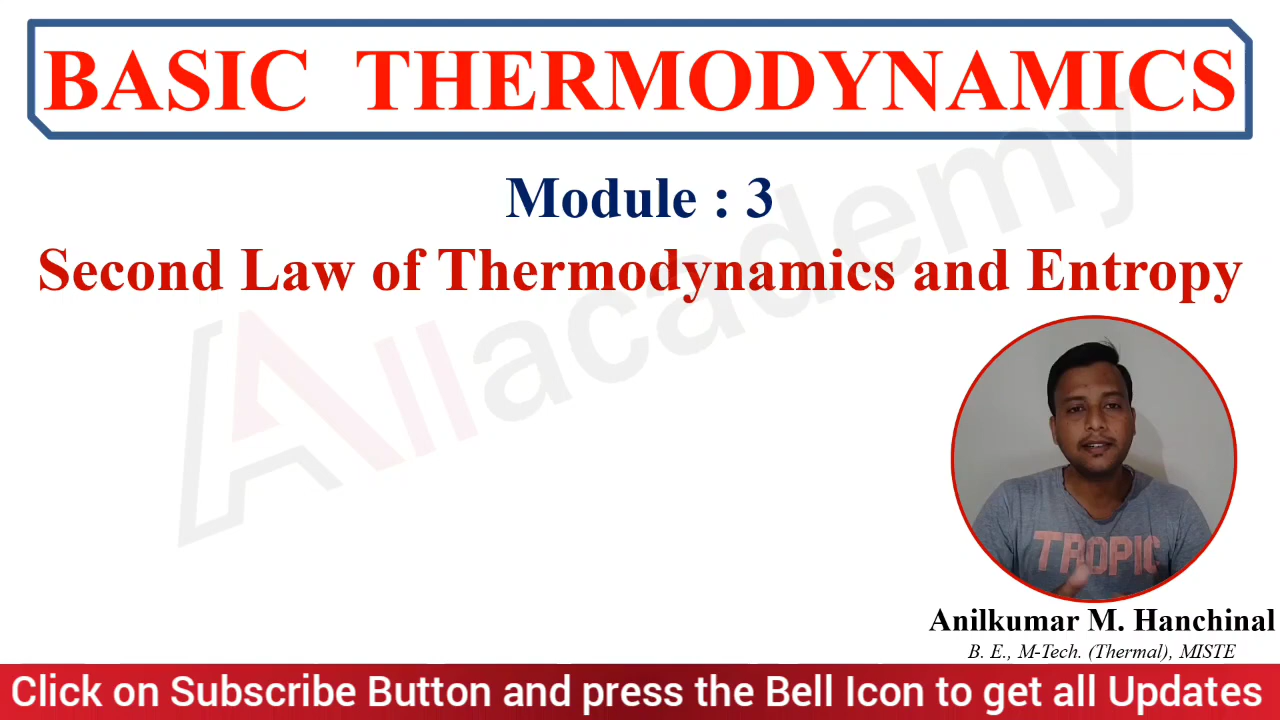 BASIC THERMODYNAMICS
Module : 3
Second Law of Thermodynamics and Entropy
Allacademy
TROPIC
Anilkumar M. Hanchinal
B. E., M-Tech. (Thermal), MISTE
Click on Subscribe Button and press the Bell Icon to get all Updates